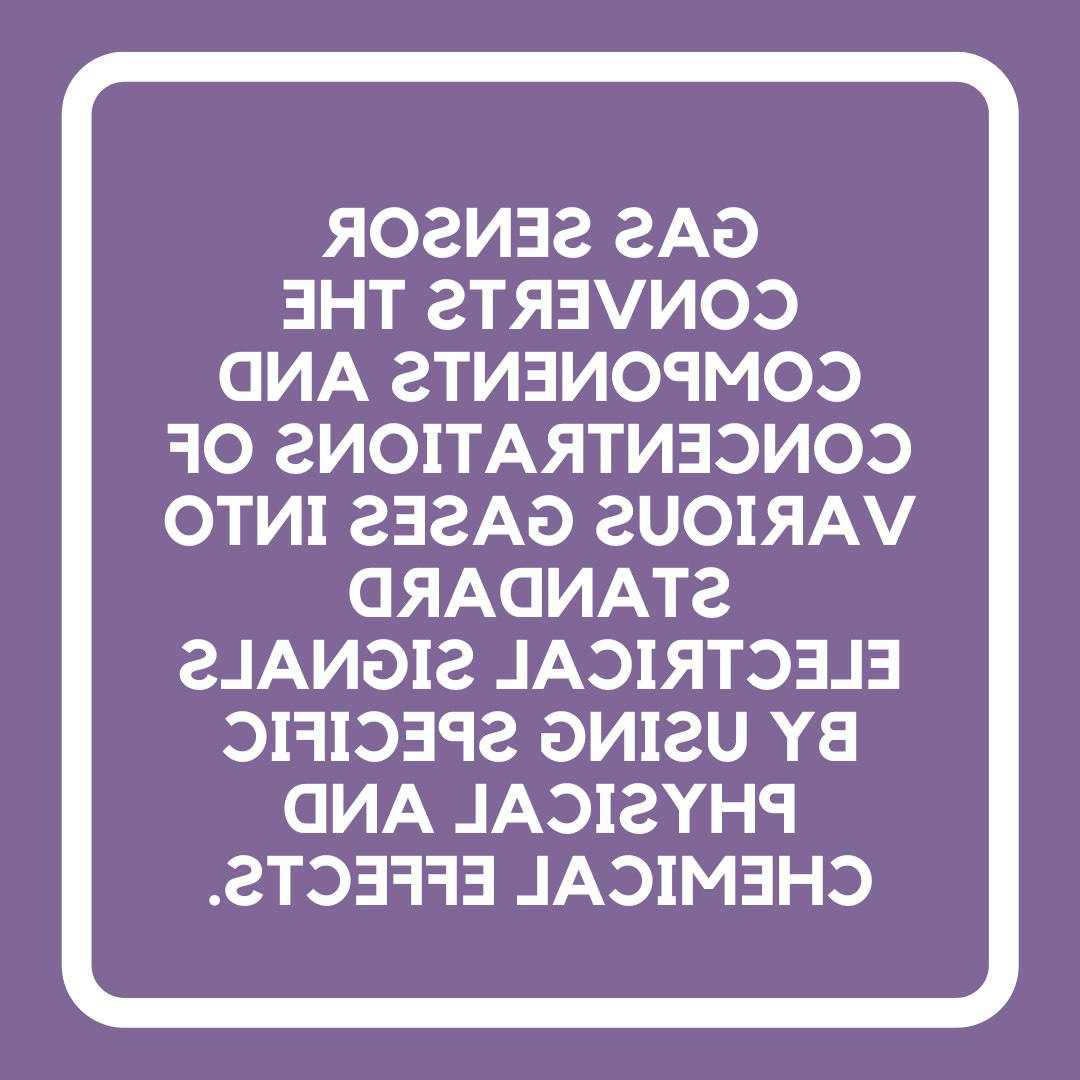 GAS SENSOR
CONVERTS THE
COMPONENTS AND
CONCENTRATIONS OF
VARIOUS GASES INTO
STANDARD
ELECTRICAL SIGNALS
BY USING SPECIFIC
PHYSICAL AND
CHEMICAL EFFECTS.